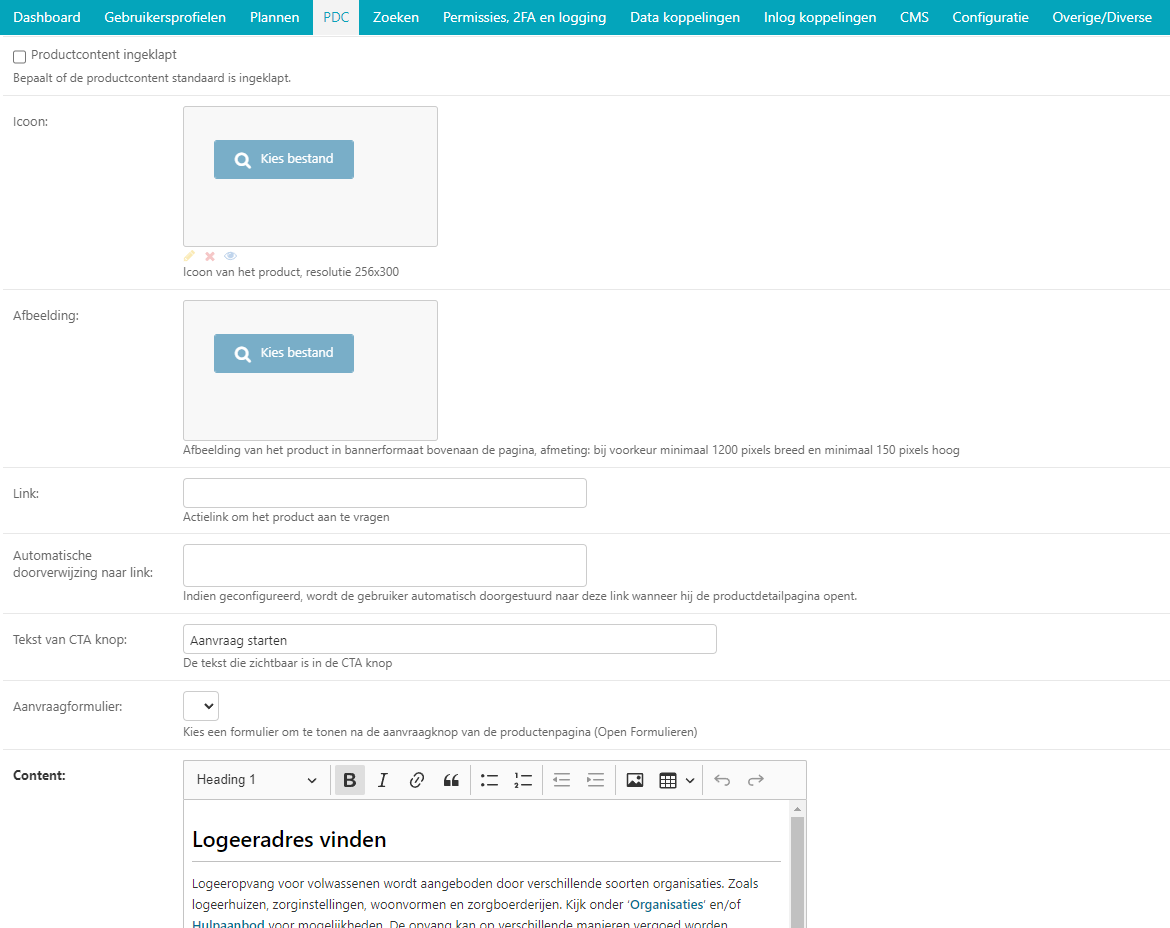 Dashboard Gebruikersprofielen Plannen PDC Zoeken Permissies, 2FA en logging Data koppelingen Inlog koppelingen CMS Configuratie Overige/Diverse
Productcontent ingeklapt
Bepaalt of de productcontent standaard is ingeklapt.
Icoon:
Kies bestand
Icoon van het product, resolutie 256x300
Afbeelding:
Kies bestand
Afbeelding van het product in bannerformaat bovenaan de pagina, afmeting: bij voorkeur minimaal 1200 pixels breed en minimaal 150 pixels hoog
Link:
Actielink om het product aan te vragen
Automatische
doorverwijzing naar link:
Indien geconfigureerd, wordt de gebruiker automatisch doorgestuurd naar deze link wanneer hij de productdetailpagina opent.
Tekst van CTA knop:
Aanvraag starten
De tekst die zichtbaar is in de CTA knop
Aanvraagformulier:
Kies een formulier om te tonen na de aanvraagknop van de productenpagina (Open Formulieren)
Content:
Heading 1
Logeeradres vinden
Logeeropvang voor volwassenen wordt aangeboden door verschillende soorten organisaties. Zoals
logeerhuizen, zorginstellingen, woonvormen en zorgboerderijen. Kijk onder 'Organisaties' en/of
Hulpaanbod voor mogelijkheden. De opvang kan op verschillende manieren vergoed worden.